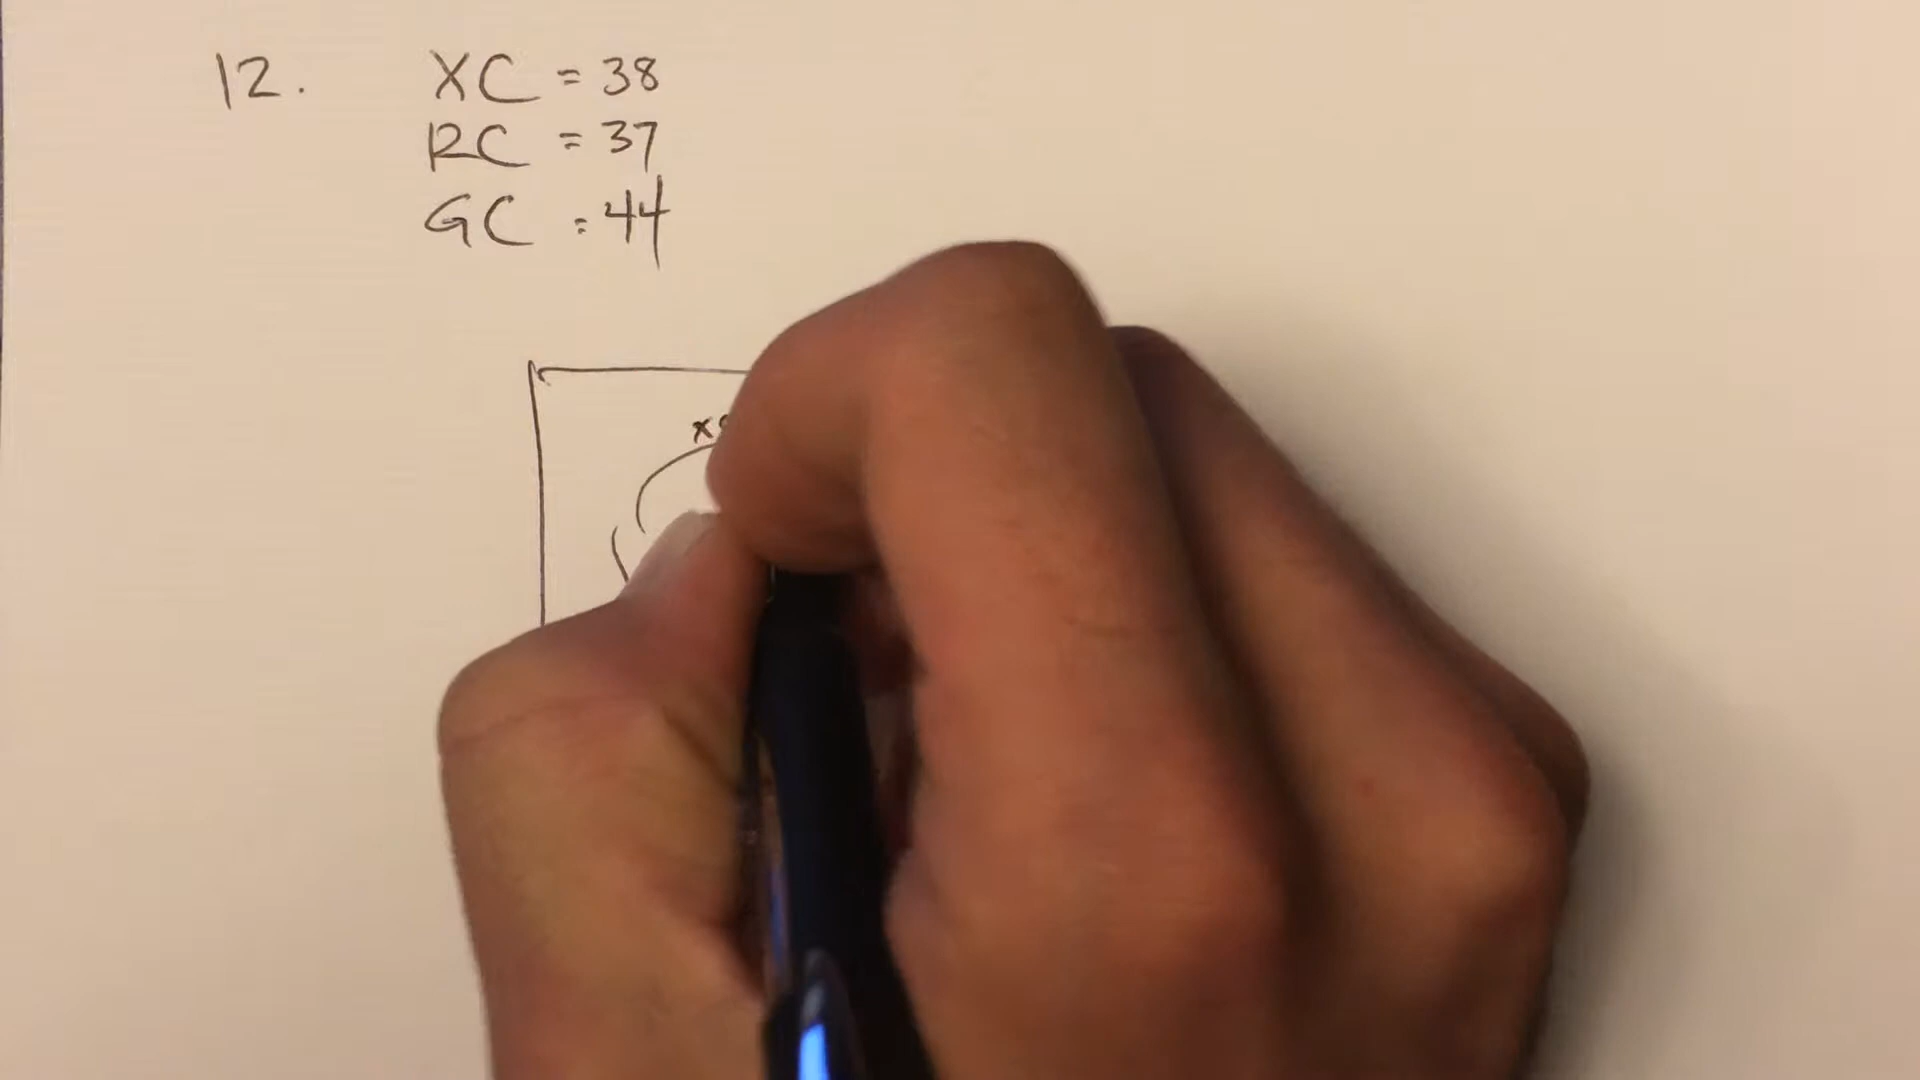 12. XC = 38
RC = 37
GC = 44